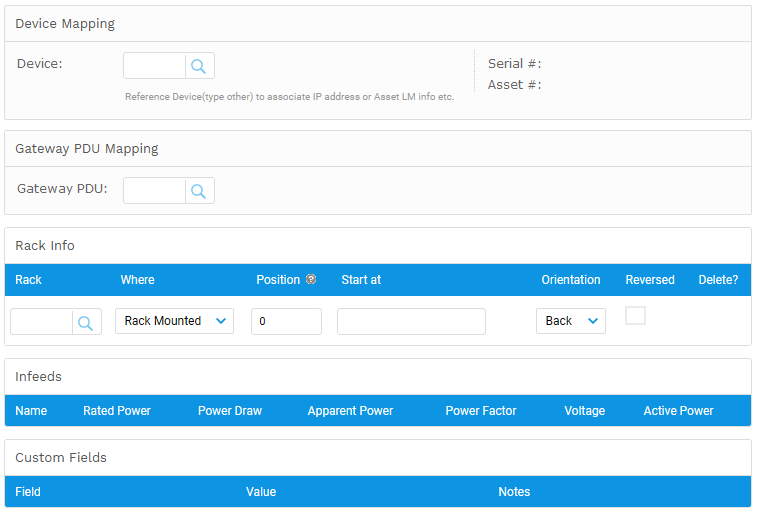 Device Mapping
Device:
Serial #:
Asset #:
Reference Device(type other) to associate IP address or Asset LM info etc.
Gateway PDU Mapping
Gateway PDU:
Rack Info
Rack Where Position ? Start at Orientation Reversed Delete?
Rack Mounted 0 Back
Infeeds
Name Rated Power Power Draw Apparent Power Power Factor Voltage Active Power
Custom Fields
Field Value Notes